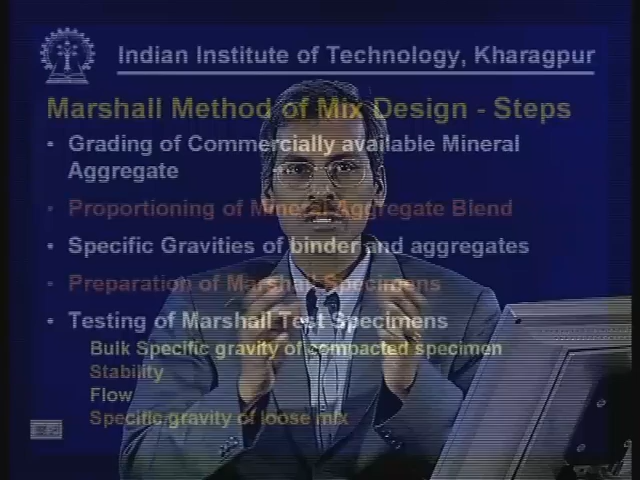 Indian Institute of Technology, Kharagpur
Marshall Method of Mix Design - Steps
• Grading of Commercially available Mineral
Aggregate
• Proportioning of Mineral Aggregate Blend
• Specific Gravities of binder and aggregates
• Preparation of Marshall Specimens
• Testing of Marshall Test Specimens
Bulk Specific gravity of compacted specimen
Stability
Flow
Specific gravity of loose mix